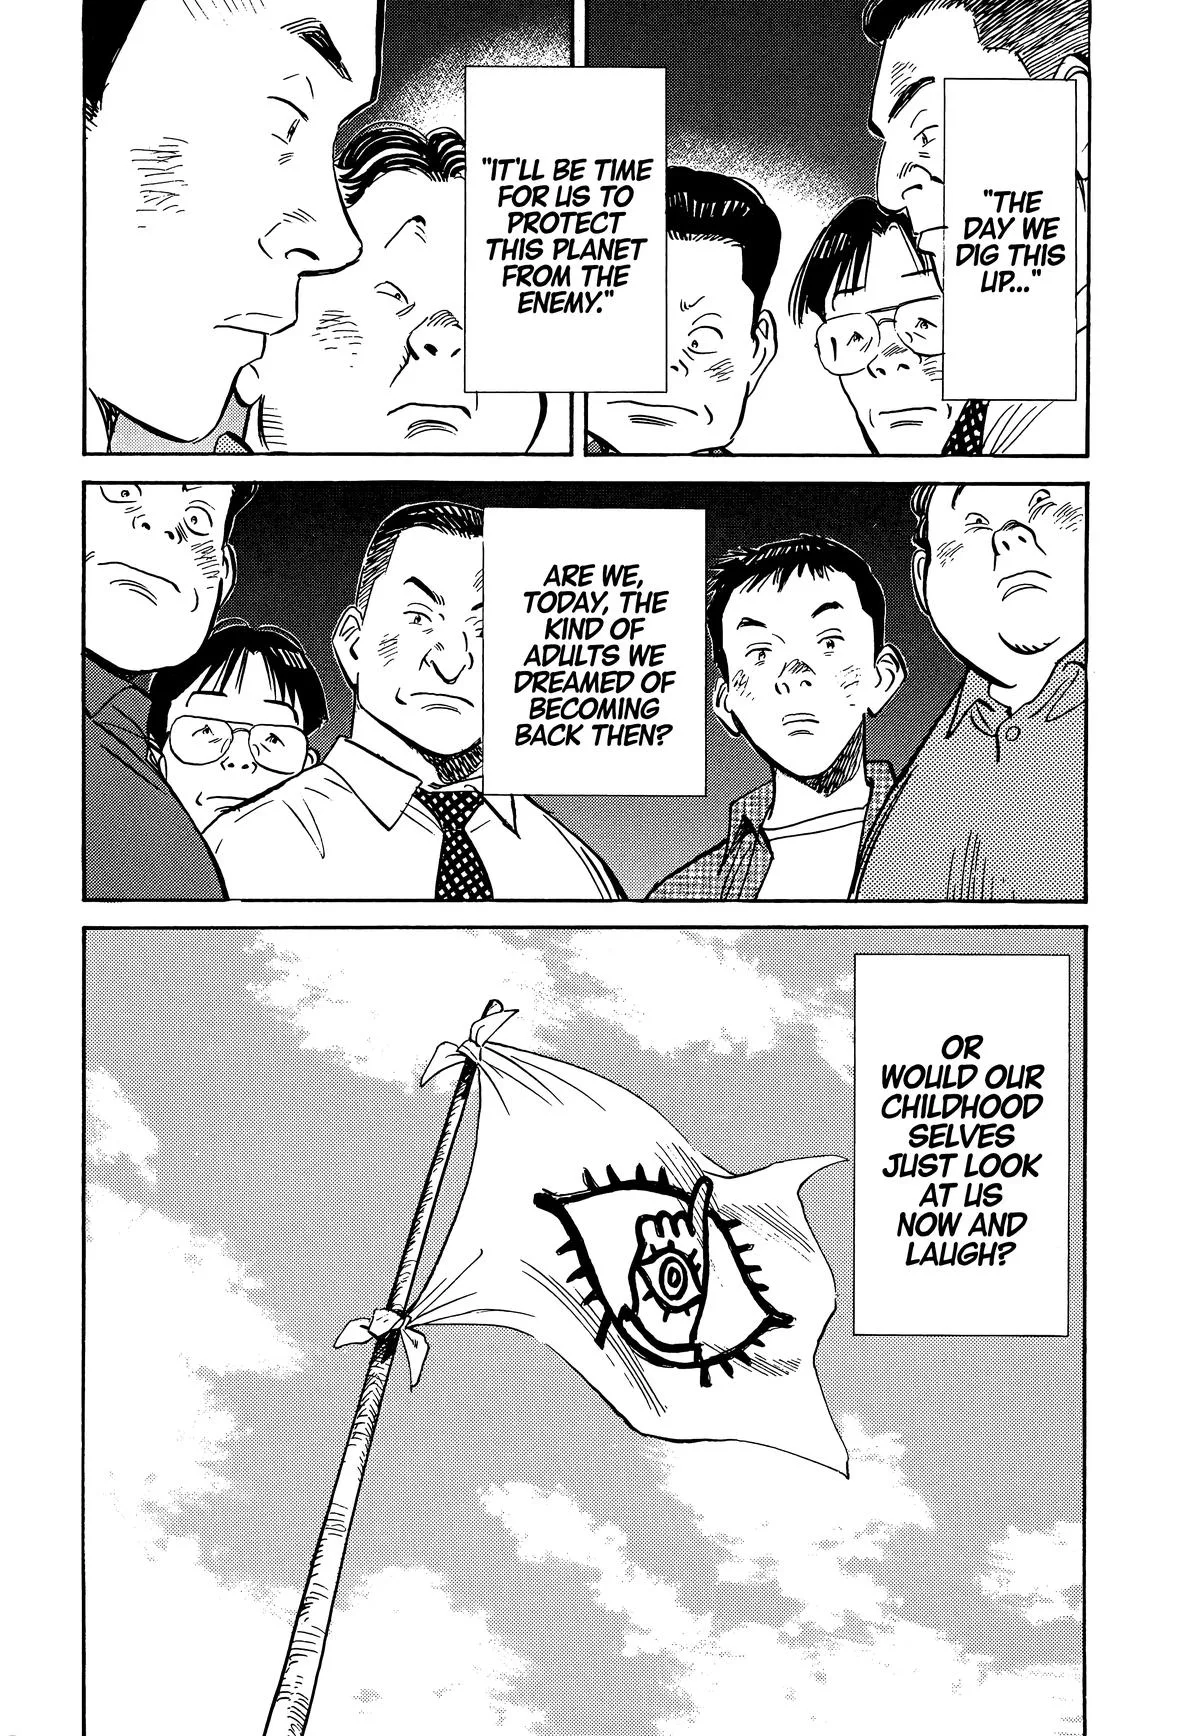 "THE
DAY WE
DIG THIS
UP..."
"IT'LL BE TIME
FOR US TO
PROTECT
THIS PLANET
FROM THE
ENEMY."
ARE WE,
TODAY, THE
KIND OF
ADULTS WE
DREAMED OF
BECOMING
BACK THEN?
OR
WOULD OUR
CHILDHOOD
SELVES
JUST LOOK
AT US
NOW AND
LAUGH?